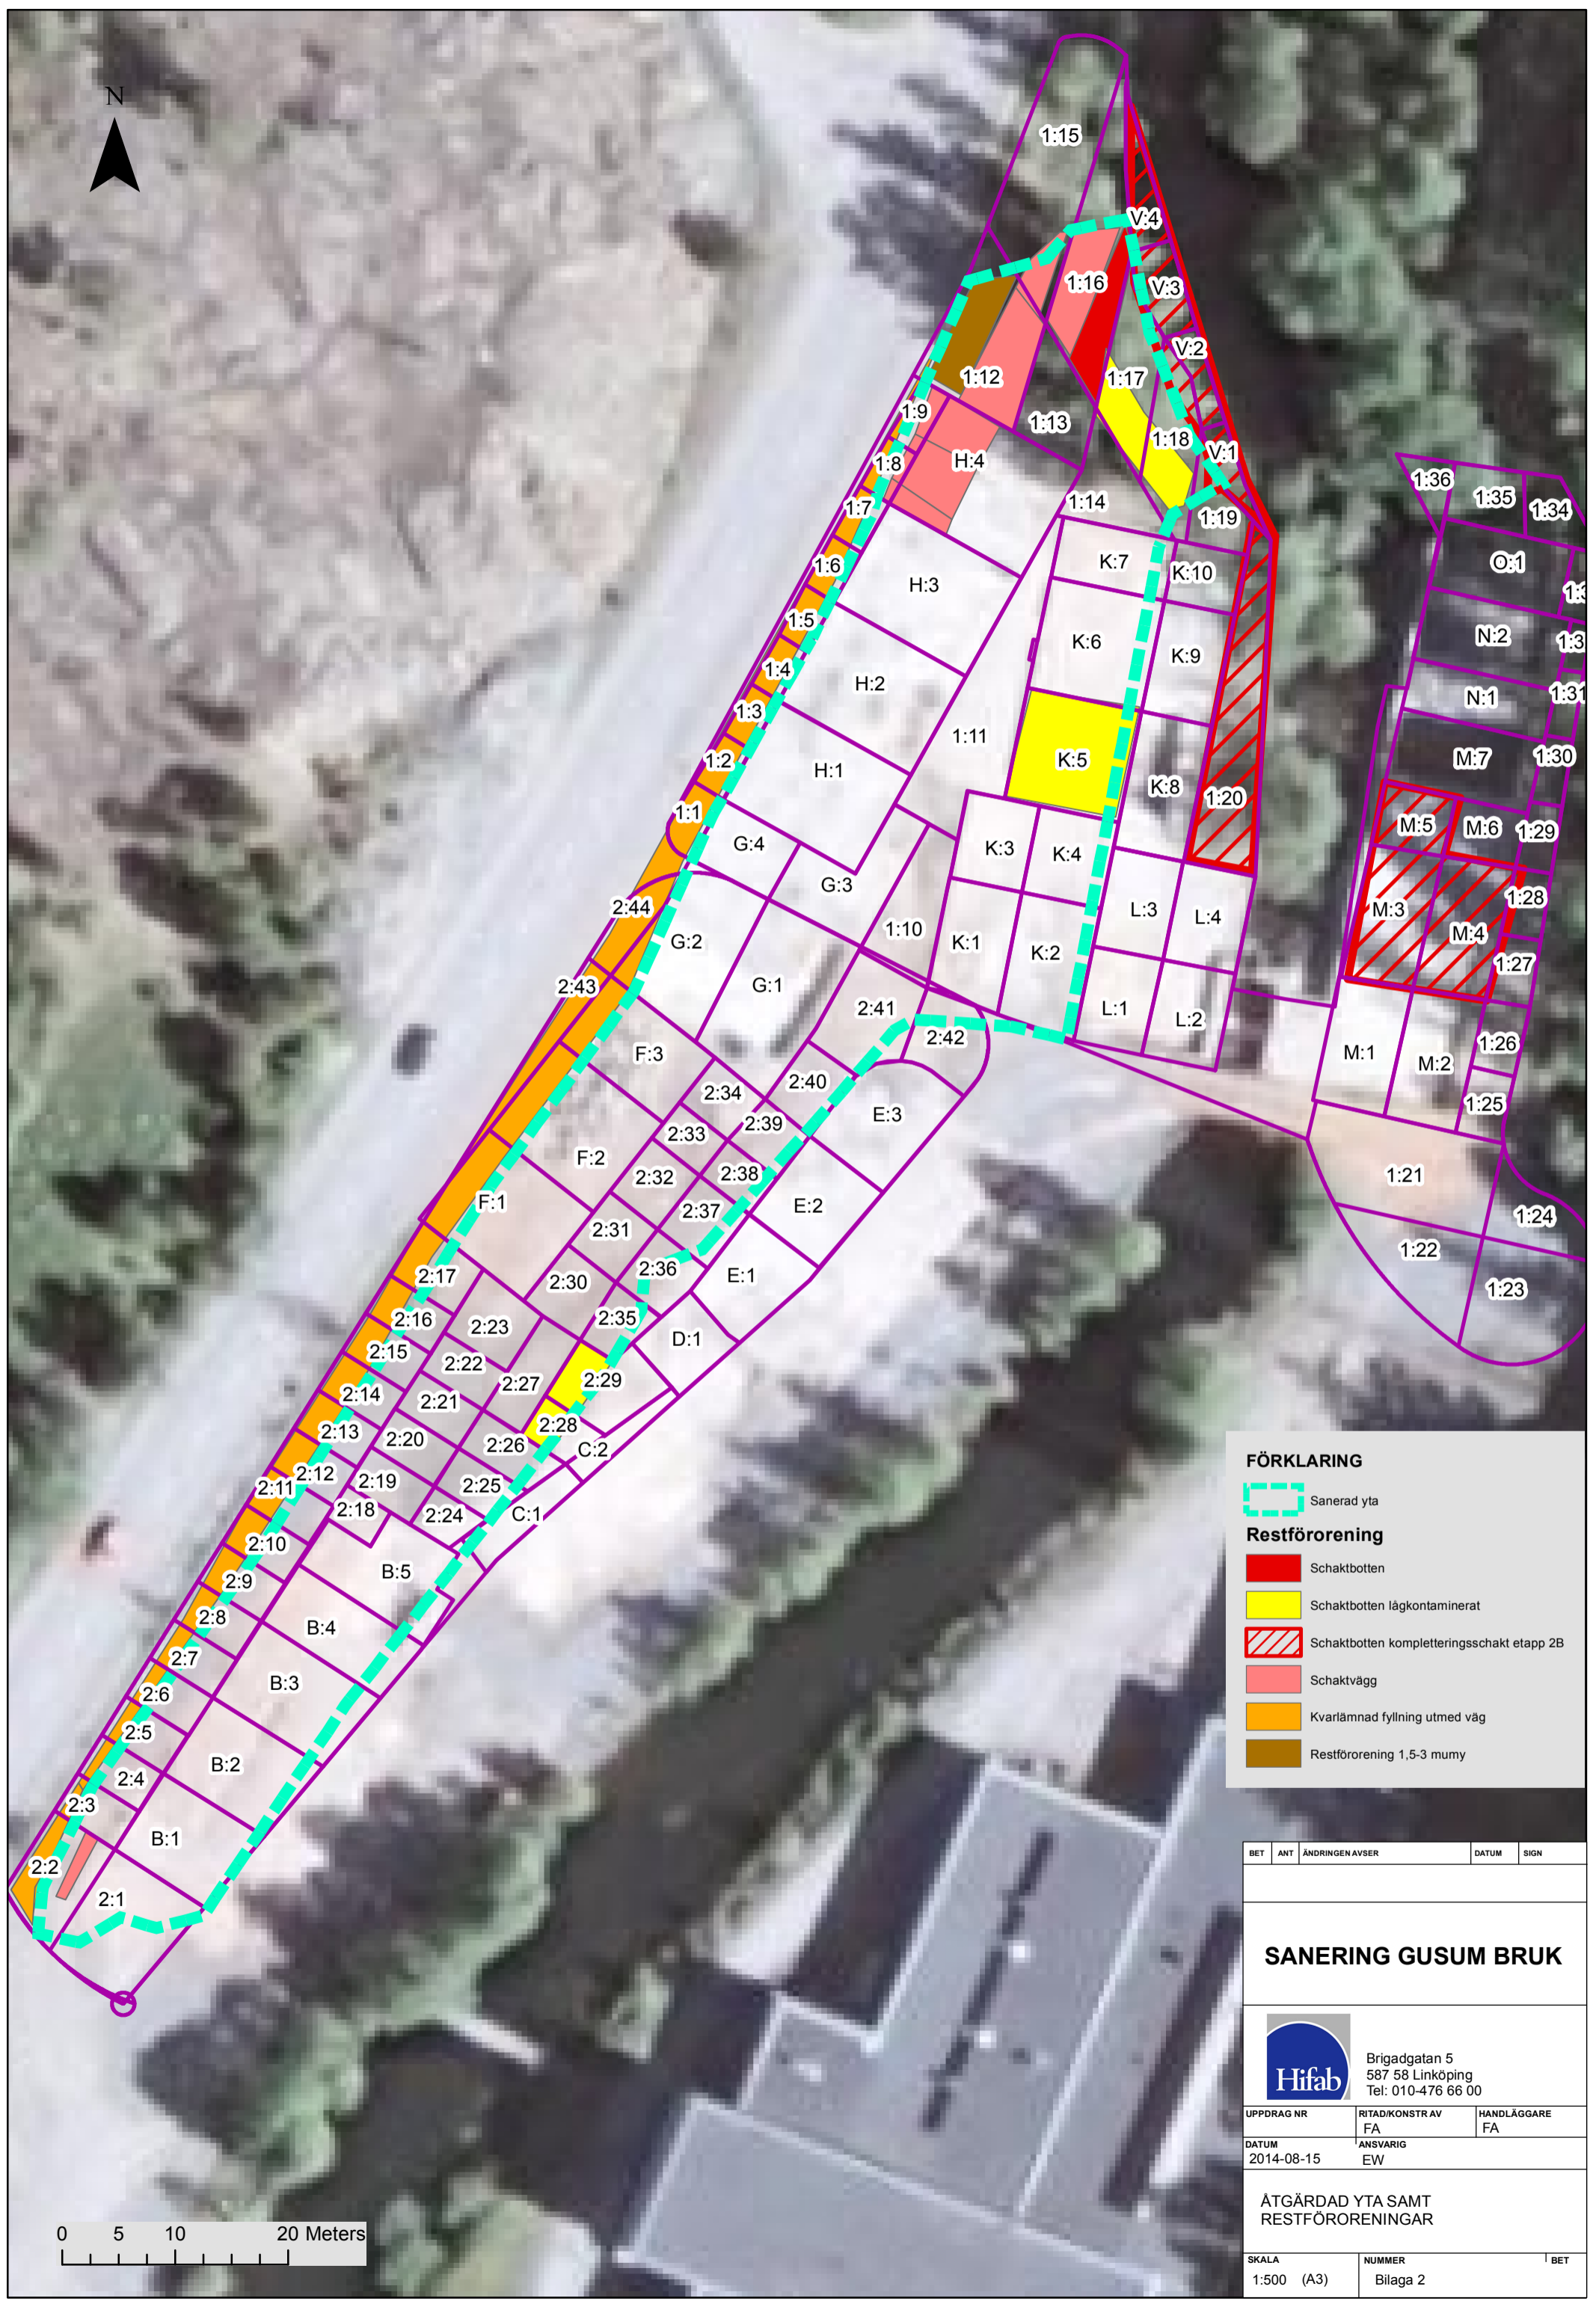 N
1:15
V:4
1:16
V:3
V:2
1:12
1:17
1:9
1:13
1:18
V:1
1:8
H:4
1:7
1:14
1:19
1:36
1:35
1:34
1:6
H:3
K:7
K:10
O:1
1:5
K:6
K:9
N:2
1:3
1:4
H:2
1:3
1:11
N:1
1:31
1:2
H:1
K:5
K:8
1:20
M:7
1:30
1:1
G:4
K:3
K:4
M:5
M:6
1:29
G:3
2:44
G:2
1:10
K:1
K:2
L:3
L:4
M:3
M:4
1:28
1:27
2:43
G:1
2:41
2:42
L:1
L:2
M:1
M:2
1:26
1:25
F:3
2:34
2:40
2:33
2:39
E:3
F:2
2:32
2:38
1:21
F:1
2:31
2:37
E:2
1:24
1:22
2:17
2:30
2:36
E:1
1:23
2:16
2:23
2:35
D:1
2:15
2:22
2:27
2:29
2:14
2:21
2:28
2:13
2:20
2:26
C:2
2:11
2:12
2:19
2:25
2:18
2:24
C:1
2:10
B:5
2:9
2:8
B:4
2:7
B:3
2:6
2:5
B:2
2:4
2:3
B:1
2:2
2:1
FÖRKLARING
Sanerad yta
Restförorening
Schaktbotten
Schaktbotten lågkontaminerat
Schaktbotten kompletteringsschakt etapp 2B
Schaktvägg
Kvarlämnad fyllning utmed väg
Restförorening 1,5-3 mumy
BET ANT ÄNDRINGEN AVSER DATUM SIGN
SANERING GUSUM BRUK
Hifab
Brigadgatan 5
587 58 Linköping
Tel: 010-476 66 00
UPPDRAG NR RITAD/KONSTR AV HANDLÄGGARE
FA FA
DATUM ANSVARIG
2014-08-15 EW
ÅTGÄRDAD YTA SAMT
RESTFÖRORENINGAR
SKALA NUMMER BET
1:500 (A3) Bilaga 2
0 5 10 20 Meters